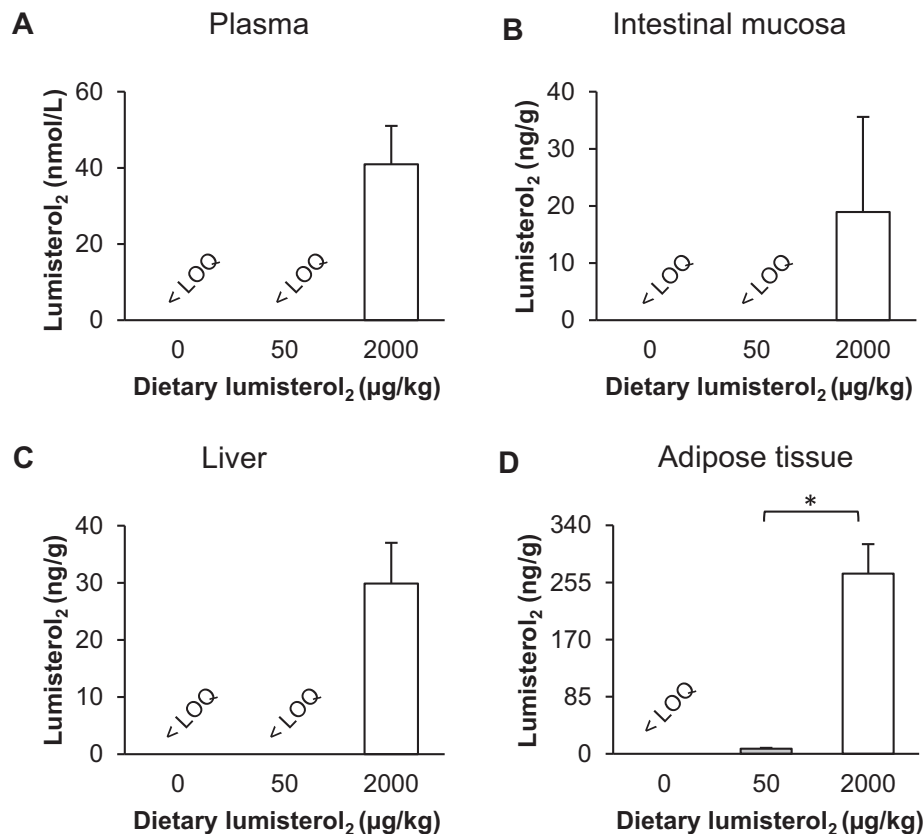 A Plasma
Lumisterol₂ (nmol/L)
60
40
20
0
< LOQ
< LOQ
0 50 2000
Dietary lumisterol₂ (µg/kg)
B Intestinal mucosa
Lumisterol₂ (ng/g)
40
30
20
10
0
< LOQ
< LOQ
0 50 2000
Dietary lumisterol₂ (µg/kg)
C Liver
Lumisterol₂ (ng/g)
40
30
20
10
0
< LOQ
< LOQ
0 50 2000
Dietary lumisterol₂ (µg/kg)
D Adipose tissue
Lumisterol₂ (ng/g)
340
255
170
85
0
*
< LOQ
0 50 2000
Dietary lumisterol₂ (µg/kg)